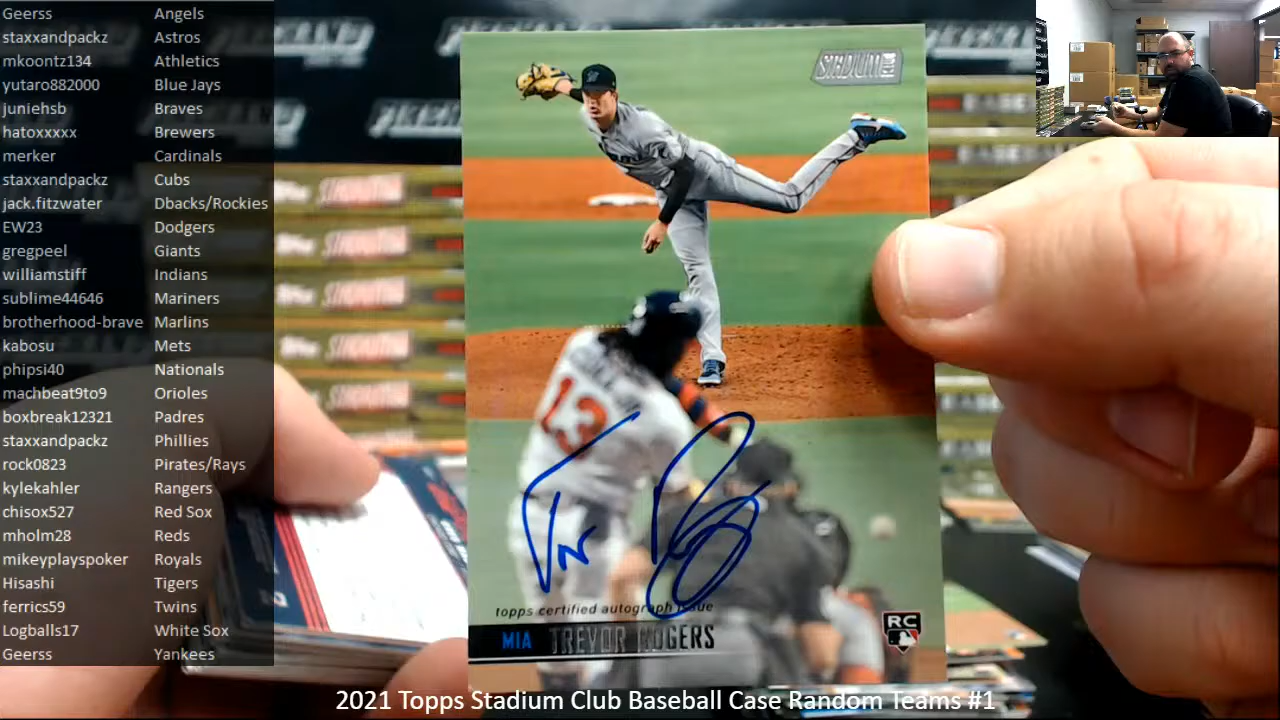 Geerss Angels
staxxandpackz Astros
mkoontz134 Athletics
yutaro882000 Blue Jays
juniehsb Braves
hatoxxxxx Brewers
merker Cardinals
staxxandpackz Cubs
jack.fitzwater Dbacks/Rockies
EW23 Dodgers
gregpeel Giants
williamstiff Indians
sublime44646 Mariners
brotherhood-brave Marlins
kabosu Mets
phipsi40 Nationals
machbeat9to9 Orioles
boxbreak12321 Padres
staxxandpackz Phillies
rock0823 Pirates/Rays
kylekahler Rangers
chisox527 Red Sox
mholm28 Reds
mikeyplayspoker Royals
Hisashi Tigers
ferrics59 Twins
Logballs17 White Sox
Geerss Yankees
STADIUM CLUB
13
topps certified autograph issue
MIA TREVOR ROGERS
RC
2021 Topps Stadium Club Baseball Case Random Teams #1